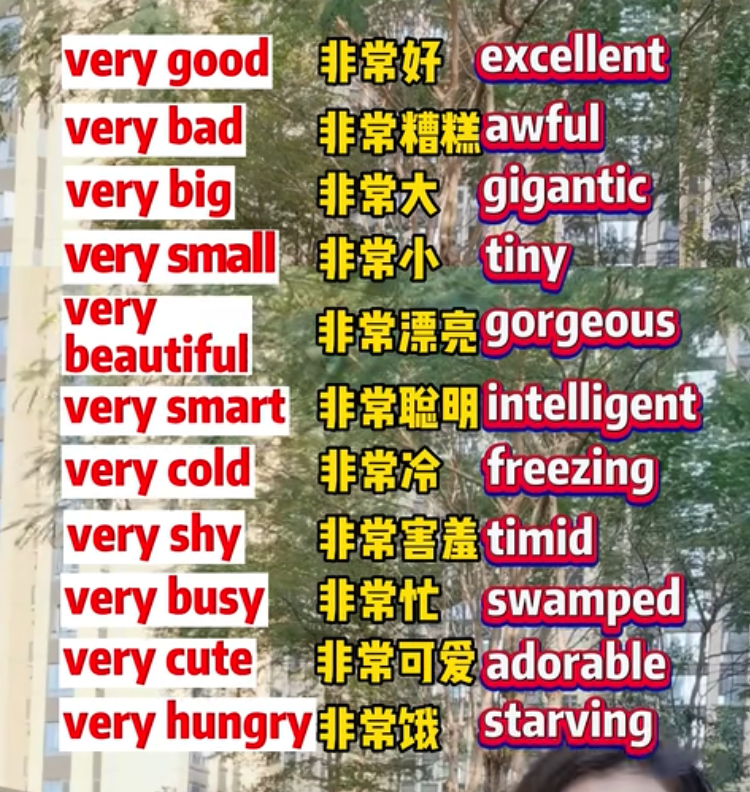 very good 非常好 excellent
very bad 非常糟糕 awful
very big 非常大 gigantic
very small 非常小 tiny
very
beautiful 非常漂亮 gorgeous
very smart 非常聪明 intelligent
very cold 非常冷 freezing
very shy 非常害羞 timid
very busy 非常忙 swamped
very cute 非常可爱 adorable
very hungry 非常饿 starving